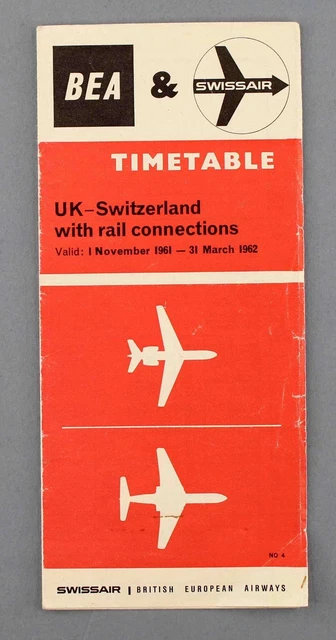 BEA & SWISSAIR
TIMETABLE
UK–Switzerland
with rail connections
Valid: 1 November 1961 — 31 March 1962
NO 4
SWISSAIR | BRITISH EUROPEAN AIRWAYS